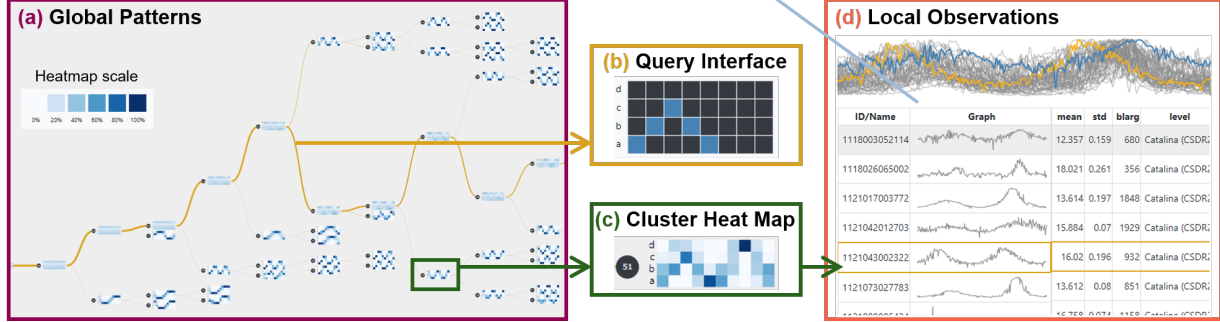 (a) Global Patterns
Heatmap scale
0% 20% 40% 60% 80% 100%
(b) Query Interface
d
c
b
a
(c) Cluster Heat Map
d
c
b
a
51
(d) Local Observations
ID/Name Graph mean std blarg level
1118003052114 12.357 0.159 680 Catalina (CSDR2
1118026065002 18.021 0.261 356 Catalina (CSDR2
1121017003772 13.614 0.197 1848 Catalina (CSDR2
1121042012703 15.884 0.07 1929 Catalina (CSDR2
1121043002322 16.02 0.196 932 Catalina (CSDR2
1121073027783 13.612 0.08 851 Catalina (CSDR2